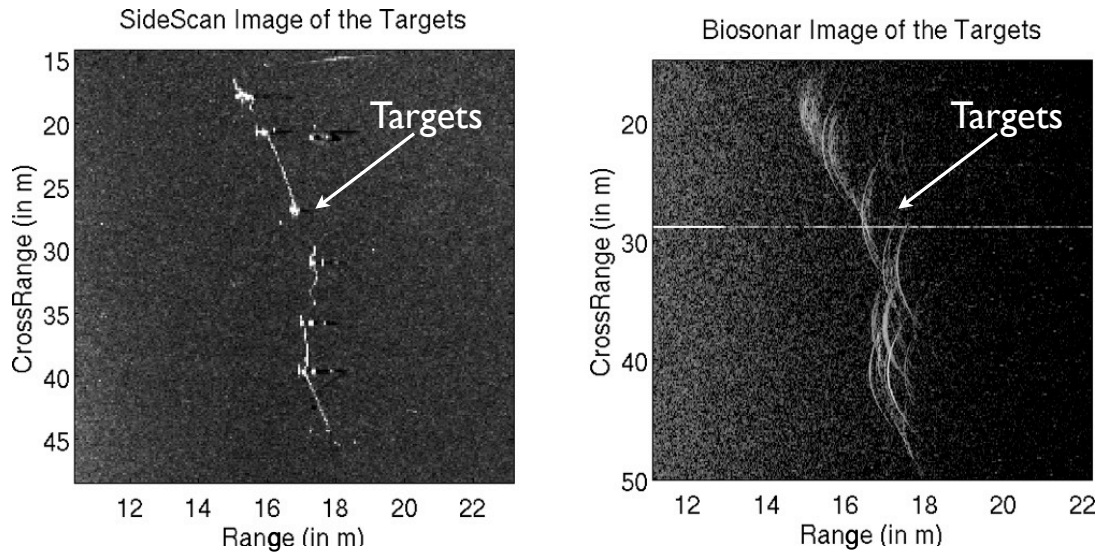 SideScan Image of the Targets
15
20
25
30
35
40
45
CrossRange (in m)
Targets
12
14
16
18
20
22
Range (in m)
Biosonar Image of the Targets
20
30
40
50
CrossRange (in m)
Targets
12
14
16
18
20
22
Range (in m)